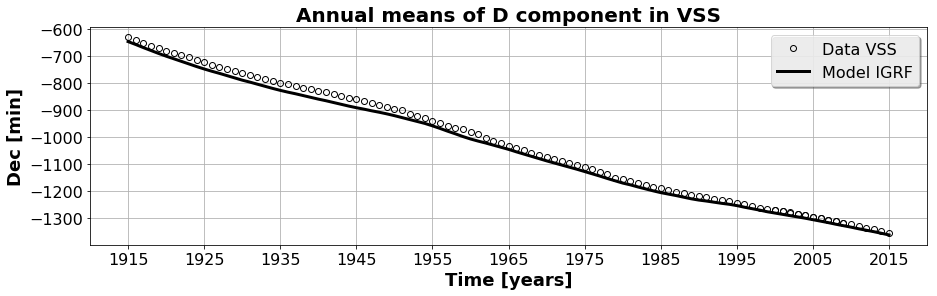 Annual means of D component in VSS
Data VSS
Model IGRF
Dec [min]
−600
−700
−800
−900
−1000
−1100
−1200
−1300
1915 1925 1935 1945 1955 1965 1975 1985 1995 2005 2015
Time [years]